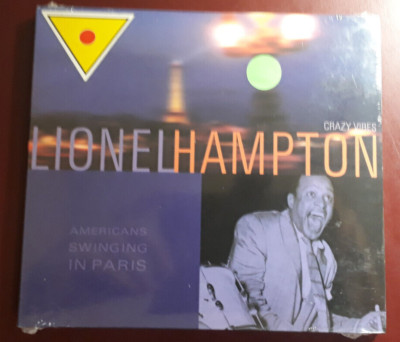 CRAZY VIBES
LIONEL HAMPTON
AMERICANS
SWINGING
IN PARIS